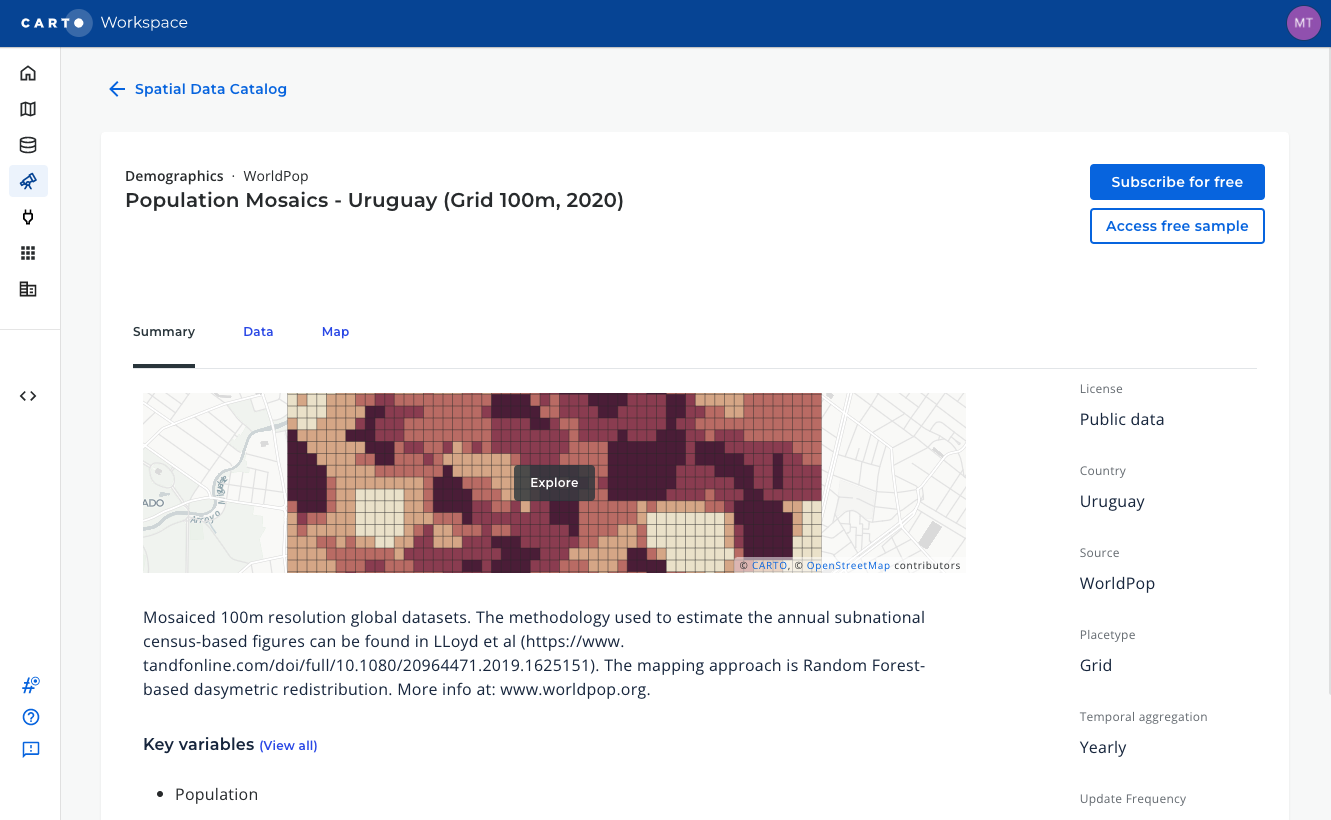 CARTO Workspace
MT
Spatial Data Catalog
Demographics · WorldPop
Population Mosaics - Uruguay (Grid 100m, 2020)
Subscribe for free
Access free sample
Summary
Data
Map
ADO
Arroyo
Explore
© CARTO, © OpenStreetMap contributors
Mosaiced 100m resolution global datasets. The methodology used to estimate the annual subnational
census-based figures can be found in LLoyd et al (https://www.
tandfonline.com/doi/full/10.1080/20964471.2019.1625151). The mapping approach is Random Forest-
based dasymetric redistribution. More info at: www.worldpop.org.
Key variables (View all)
• Population
License
Public data
Country
Uruguay
Source
WorldPop
Placetype
Grid
Temporal aggregation
Yearly
Update Frequency